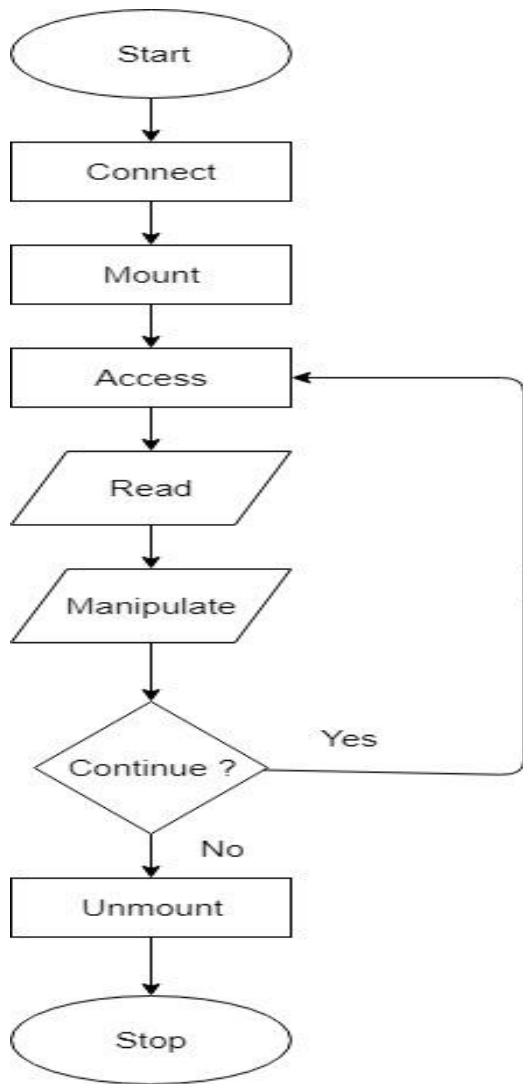 Start
Connect
Mount
Access
Read
Manipulate
Continue ?
Yes
No
Unmount
Stop